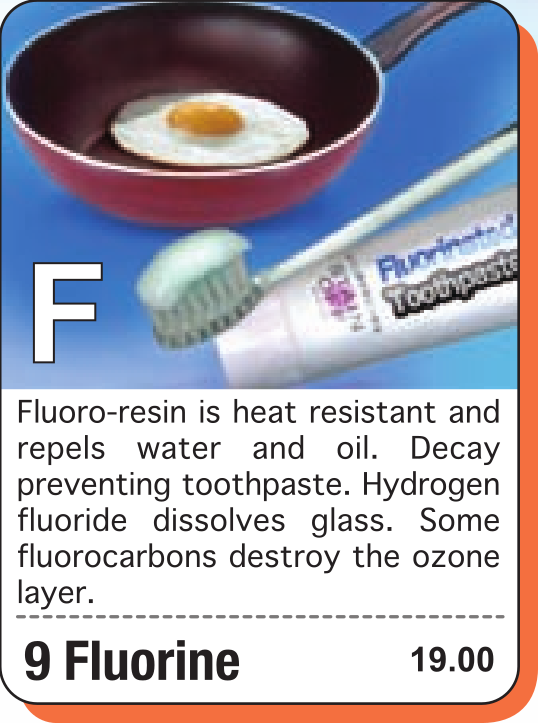 Fluorinated
Toothpaste
F
Fluoro-resin is heat resistant and
repels water and oil. Decay
preventing toothpaste. Hydrogen
fluoride dissolves glass. Some
fluorocarbons destroy the ozone
layer.
9 Fluorine 19.00